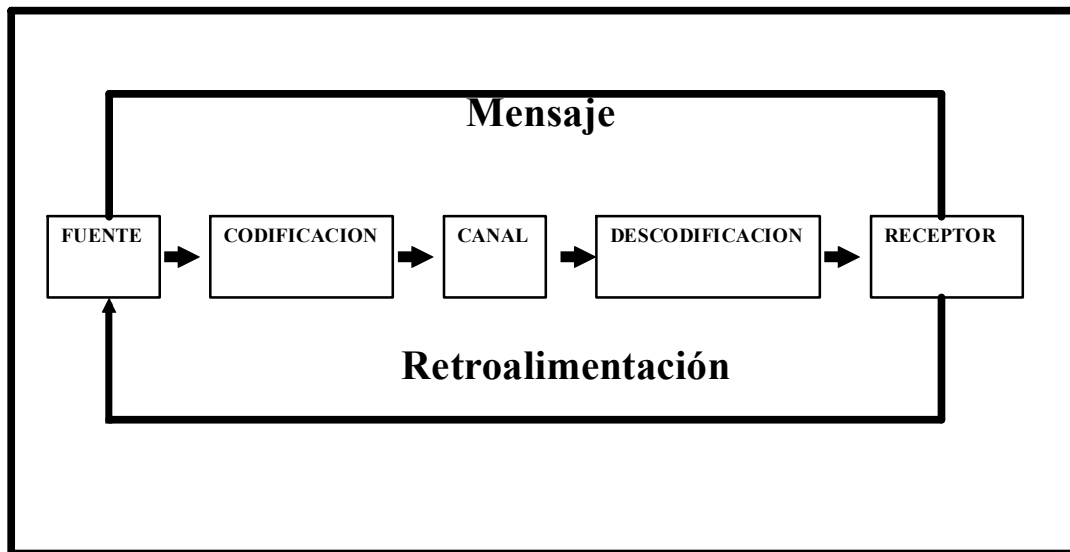 Mensaje
FUENTE
CODIFICACION
CANAL
DESCODIFICACION
RECEPTOR
Retroalimentación